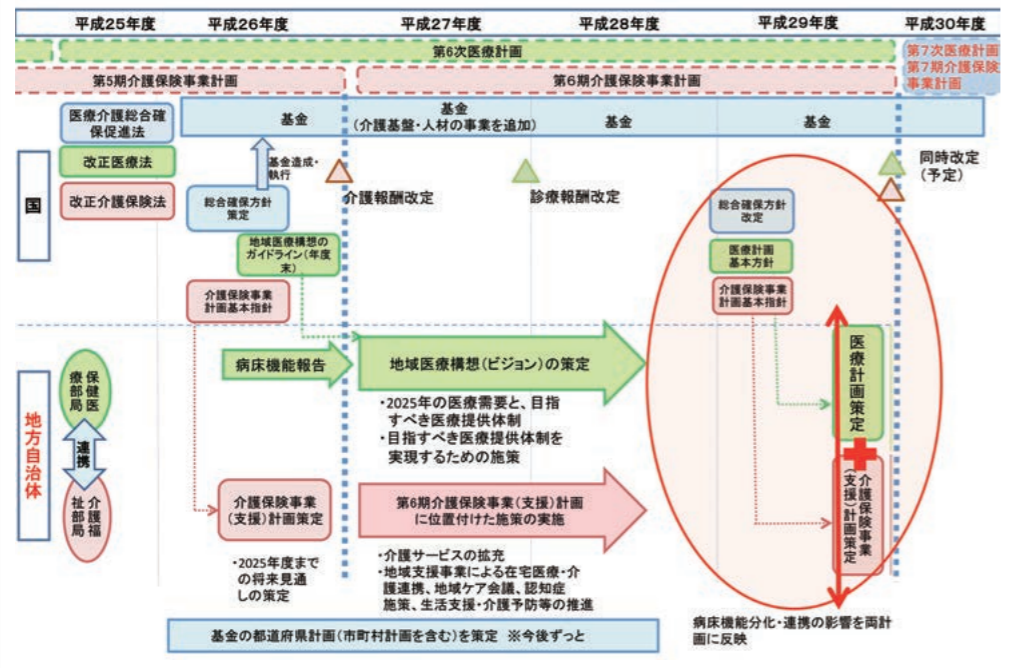 平成25年度
平成26年度
平成27年度
平成28年度
平成29年度
平成30年度
第6次医療計画
第7次医療計画
第7期介護保険
事業計画
第5期介護保険事業計画
第6期介護保険事業計画
医療介護総合確
保促進法
基金
基金
(介護基盤・人材の事業を追加)
基金
基金
改正医療法
基金造成・
執行
同時改定
(予定)
国
改正介護保険法
総合確保方針
策定
介護報酬改定
診療報酬改定
総合確保方針
改定
地域医療構想の
ガイドライン(年度
末)
医療計画
基本方針
介護保険事業
計画基本指針
介護保険事業
計画基本指針
地方自治体
保健医
療部局
連携
介護福
祉部局
病床機能報告
地域医療構想(ビジョン)の策定
・2025年の医療需要と、目指
すべき医療提供体制
・目指すべき医療提供体制を
実現するための施策
医療計画策定
介護保険事業
(支援)計画策定
第6期介護保険事業(支援)計画
に位置付けた施策の実施
介護保険事業
(支援)計画策定
・2025年度まで
の将来見通
しの策定
・介護サービスの拡充
・地域支援事業による在宅医療・介
護連携、地域ケア会議、認知症
施策、生活支援・介護予防等の推進
病床機能分化・連携の影響を両計
画に反映
基金の都道府県計画(市町村計画を含む)を策定 ※今後ずっと